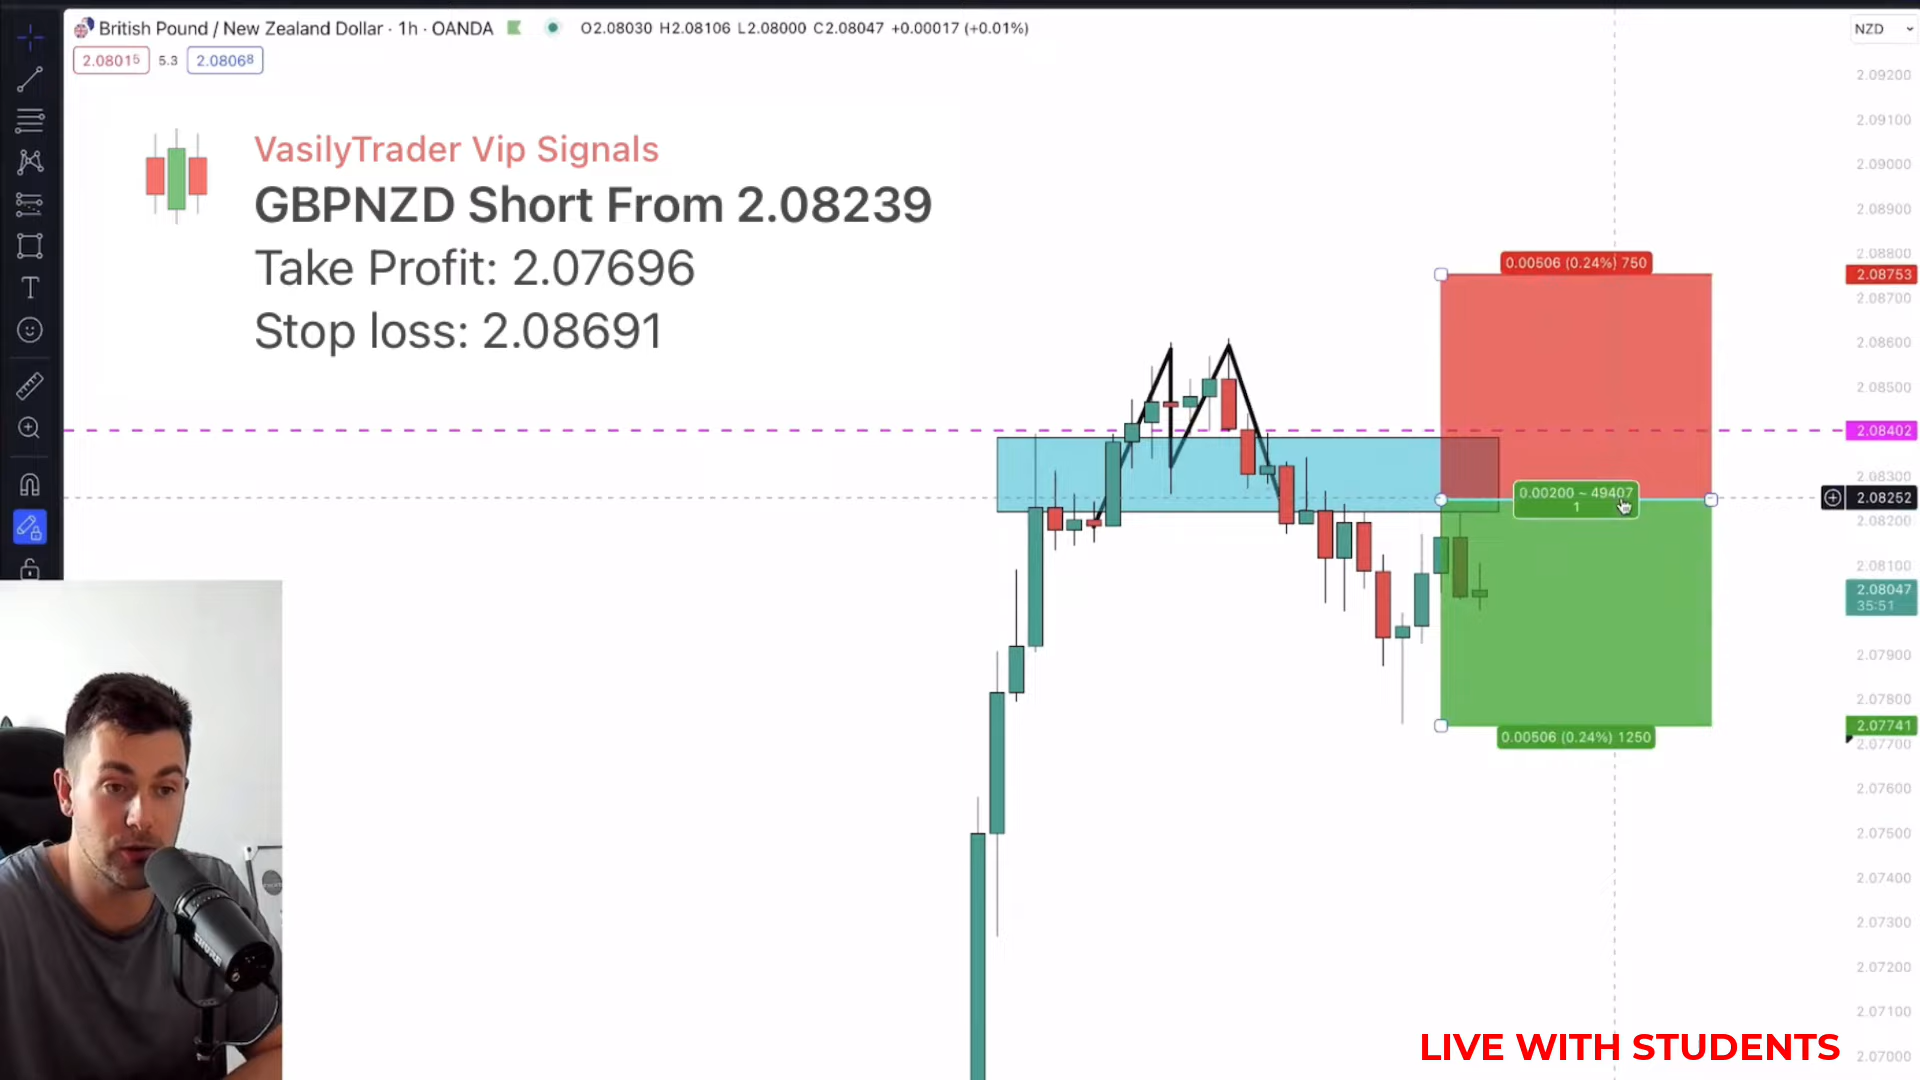 British Pound / New Zealand Dollar · 1h · OANDA
O2.08030 H2.08106 L2.08000 C2.08047 +0.00017 (+0.01%)
NZD
2.08015 5.3 2.08068
VasilyTrader Vip Signals
GBPNZD Short From 2.08239
Take Profit: 2.07696
Stop loss: 2.08691
0.00506 (0.24%) 750
0.00200 ~ 49407
1
0.00506 (0.24%) 1250
2.09200
2.09100
2.09000
2.08900
2.08800
2.08753
2.08700
2.08600
2.08500
2.08402
2.08300
2.08252
2.08200
2.08100
2.08047
35:51
2.07900
2.07800
2.07741
2.07700
2.07600
2.07500
2.07400
2.07300
2.07200
2.07100
2.07000
SHURE
LIVE WITH STUDENTS